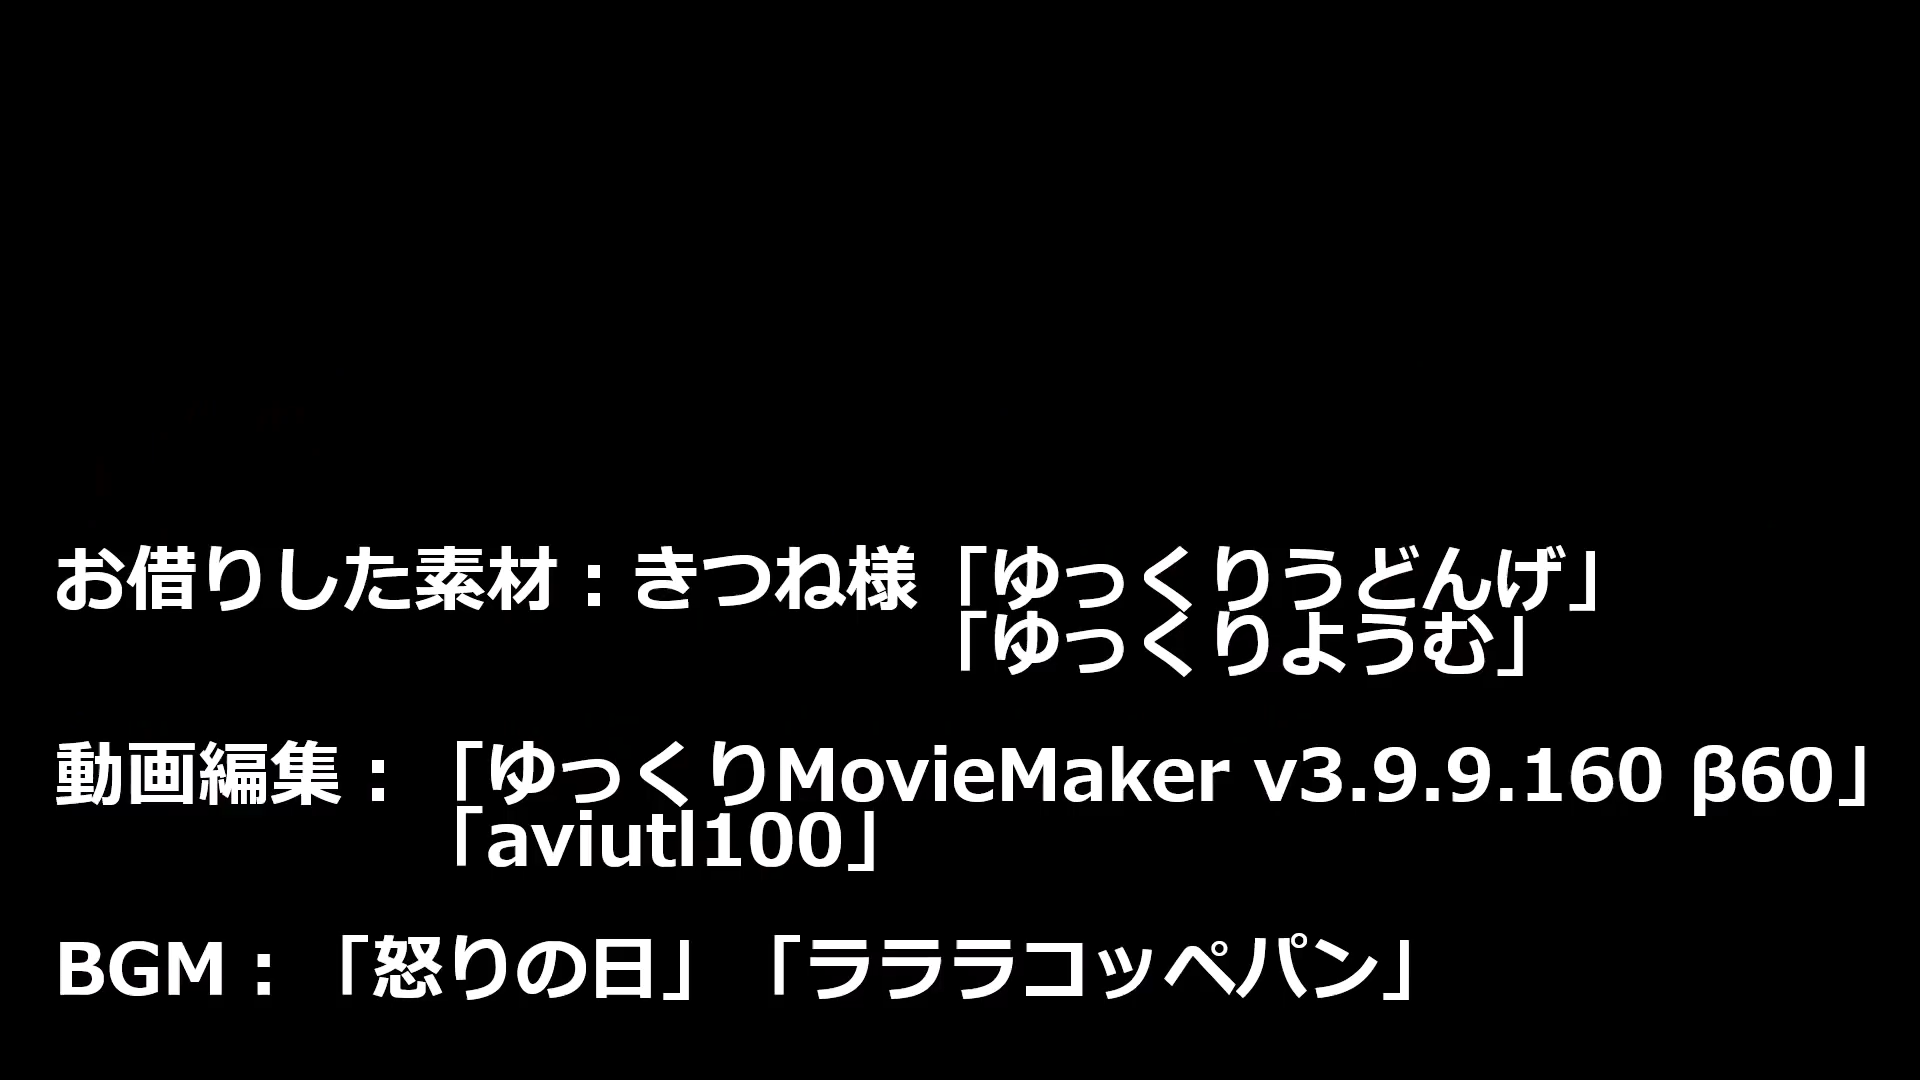 お借りした素材：きつね様「ゆっくりうどんげ」
「ゆっくりようむ」
動画編集：「ゆっくりMovieMaker v3.9.9.160 β60」
「aviutl100」
BGM：「怒りの日」「ラララコッペパン」